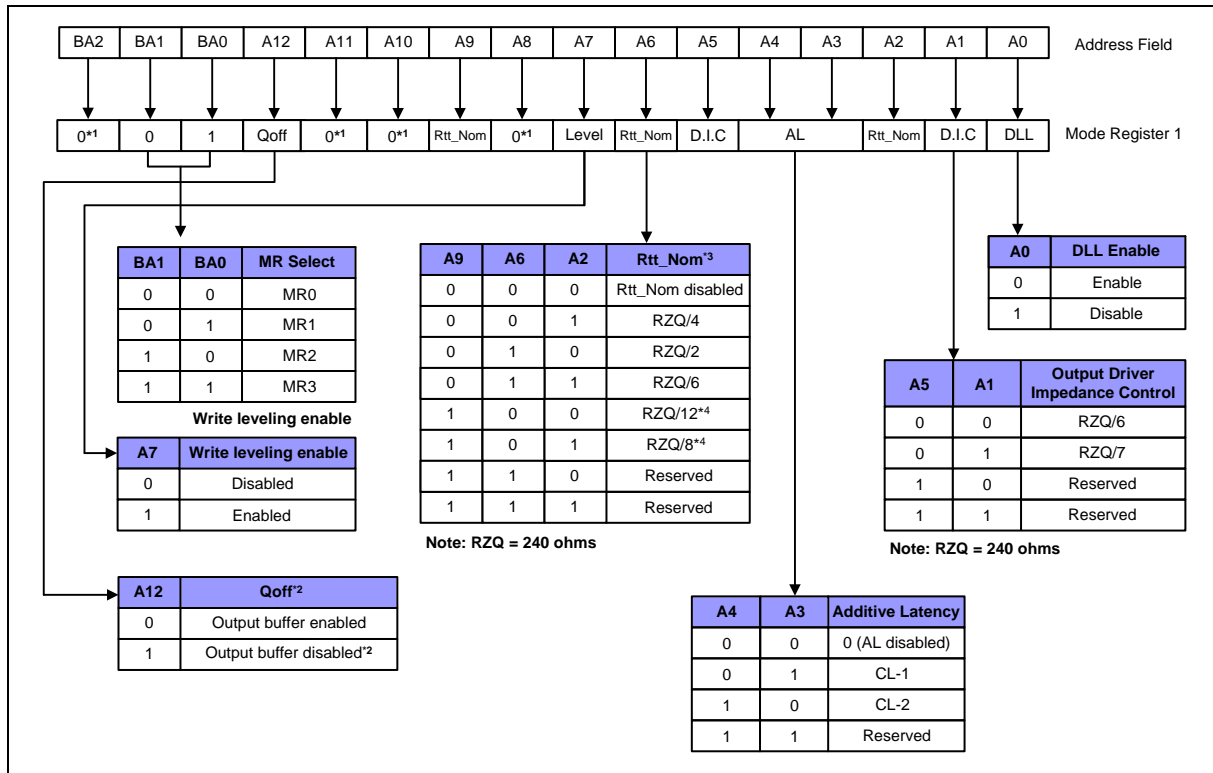 BA2 BA1 BA0 A12 A11 A10 A9 A8 A7 A6 A5 A4 A3 A2 A1 A0 Address Field
0*1 0 1 Qoff 0*1 0*1 Rtt_Nom 0*1 Level Rtt_Nom D.I.C AL Rtt_Nom D.I.C DLL Mode Register 1
BA1 BA0 MR Select
0 0 MR0
0 1 MR1
1 0 MR2
1 1 MR3
Write leveling enable
A7 Write leveling enable
0 Disabled
1 Enabled
A12 Qoff*2
0 Output buffer enabled
1 Output buffer disabled*2
A9 A6 A2 Rtt_Nom*3
0 0 0 Rtt_Nom disabled
0 0 1 RZQ/4
0 1 0 RZQ/2
0 1 1 RZQ/6
1 0 0 RZQ/12*4
1 0 1 RZQ/8*4
1 1 0 Reserved
1 1 1 Reserved
Note: RZQ = 240 ohms
A0 DLL Enable
0 Enable
1 Disable
A5 A1 Output Driver
Impedance Control
0 0 RZQ/6
0 1 RZQ/7
1 0 Reserved
1 1 Reserved
Note: RZQ = 240 ohms
A4 A3 Additive Latency
0 0 0 (AL disabled)
0 1 CL-1
1 0 CL-2
1 1 Reserved